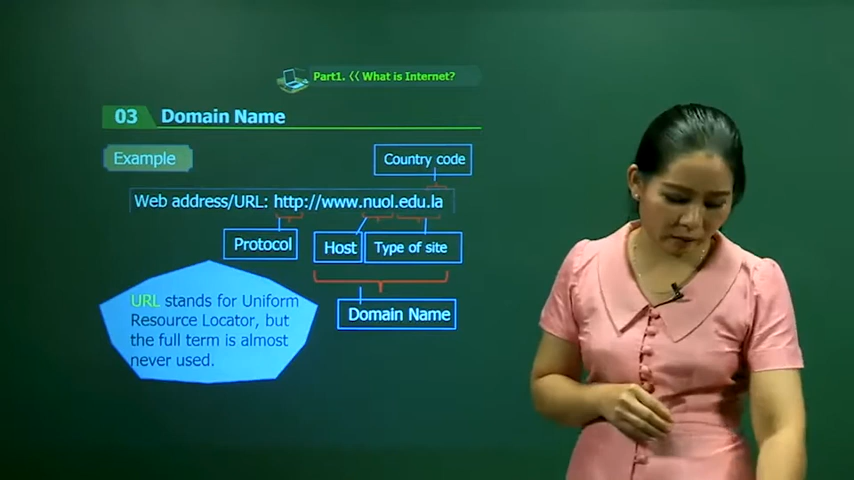 Part1. 《 What is Internet?
03 Domain Name
Example
Country code
Web address/URL: http://www.nuol.edu.la
Protocol
Host
Type of site
URL stands for Uniform
Resource Locator, but
the full term is almost
never used.
Domain Name